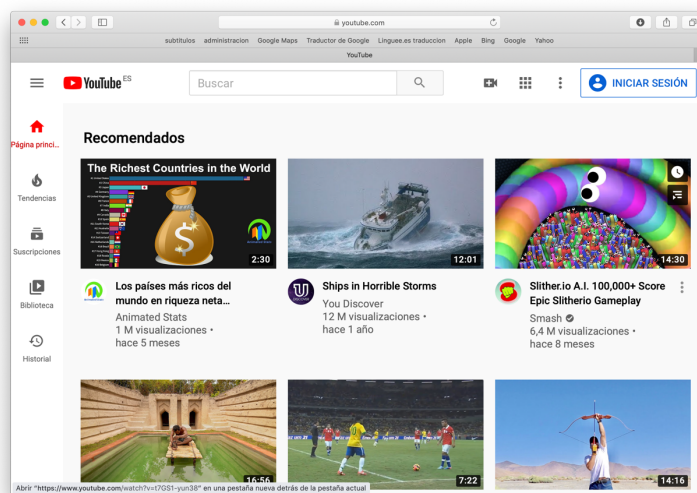 youtube.com
subtitulos administracion Google Maps Traductor de Google Linguee.es traduccion Apple Bing Google Yahoo
YouTube
YouTube ES
Buscar
INICIAR SESIÓN
Página princi...
Tendencias
Suscripciones
Biblioteca
Historial
Recomendados
The Richest Countries in the World
2:30
12:01
14:30
Los países más ricos del
mundo en riqueza neta...
Animated Stats
1 M visualizaciones •
hace 5 meses
Ships in Horrible Storms
You Discover
12 M visualizaciones •
hace 1 año
Slither.io A.I. 100,000+ Score
Epic Slitherio Gameplay
Smash
6,4 M visualizaciones •
hace 8 meses
16:56
7:22
14:16
Abrir "https://www.youtube.com/watch?v=t7GS1-yun38" en una pestaña nueva detrás de la pestaña actual